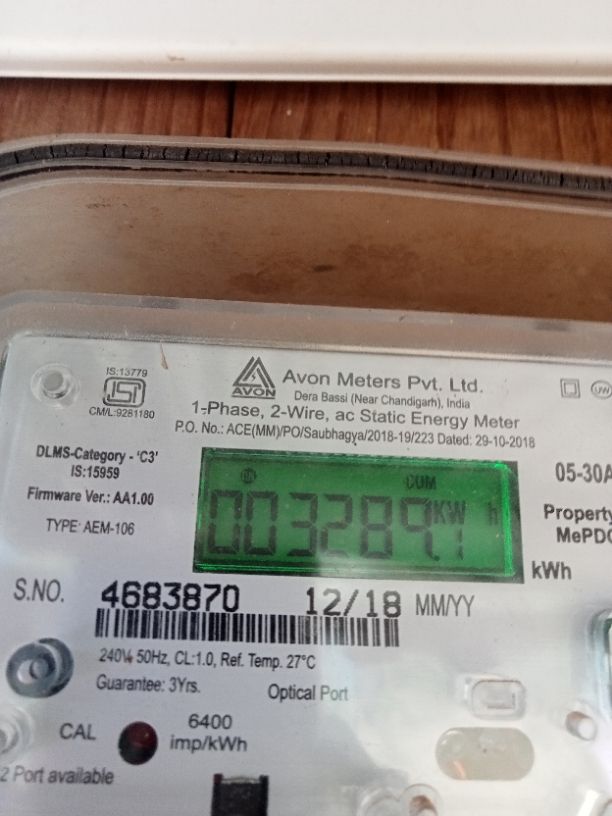 IS:13779
ISI
CM/L:9281180
AVON
Avon Meters Pvt. Ltd.
Dera Bassi (Near Chandigarh), India
1-Phase, 2-Wire, ac Static Energy Meter
P.O. No.: ACE(MM)/PO/Saubhagya/2018-19/223 Dated: 29-10-2018
DLMS-Category - 'C3'
IS:15959
Firmware Ver.: AA1.00
TYPE: AEM-106
CUM
003289.1 KW h
05-30A
Property
MePDC
kWh
S.NO. 4683870 12/18 MM/YY
240V~ 50Hz, CL:1.0, Ref. Temp. 27°C
Guarantee: 3Yrs. Optical Port
CAL
6400
imp/kWh
2 Port available